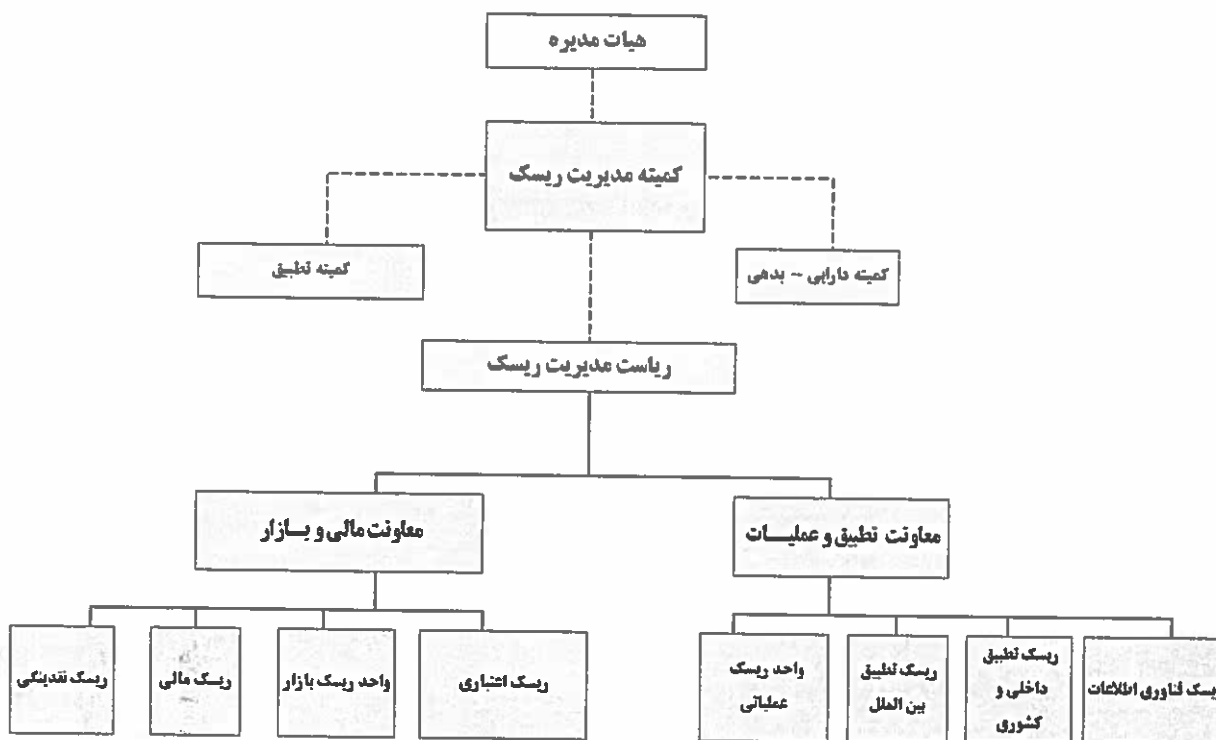 هیات مدیره
کمیته مدیریت ریسک
کمیته دارایی - بدهی
کمیته تطبیق
ریاست مدیریت ریسک
معاونت تطبیق و عملیـــات
معاونت مالی و بـــازار
ریسک فناوری اطلاعات
ریسک تطبیق
داخلی و
کشوری
ریسک تطبیق
بین الملل
واحد ریسک
عملیاتی
ریسک اعتباری
واحد ریسک بازار
ریسک مالی
ریسک نقدینگی